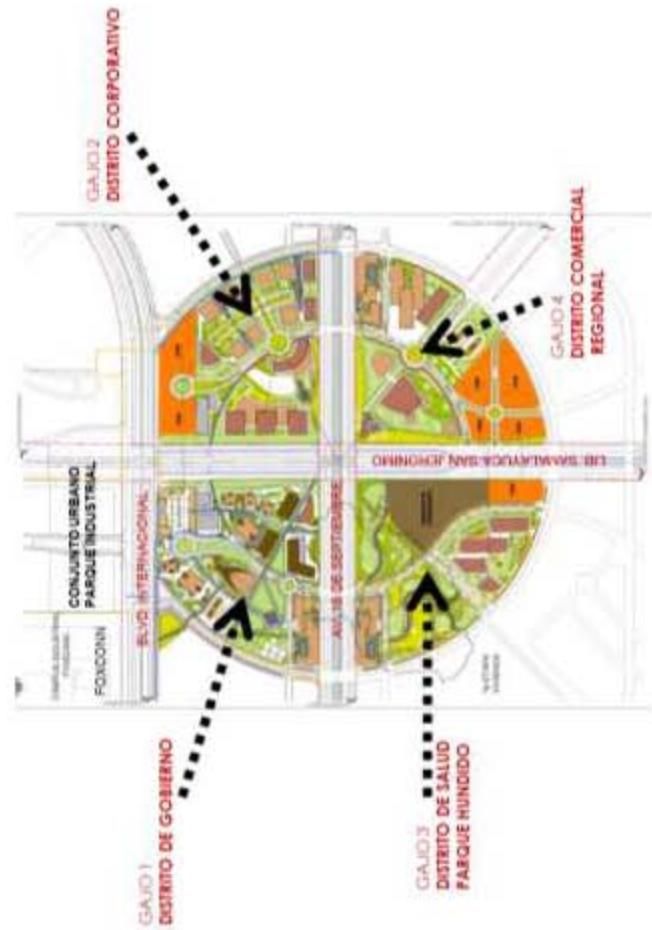 GAJO 2
DISTRITO CORPORATIVO
GAJO 4
DISTRITO COMERCIAL
REGIONAL
CONJUNTO URBANO
PARQUE INDUSTRIAL
FOXCONN
BLVD. INTERNACIONAL
AV. 16 DE SEPTIEMBRE
LIB. SAMALAYUCA-SAN JERONIMO
GAJO 1
DISTRITO DE GOBIERNO
GAJO 3
DISTRITO DE SALUD
PARQUE HUNDIDO